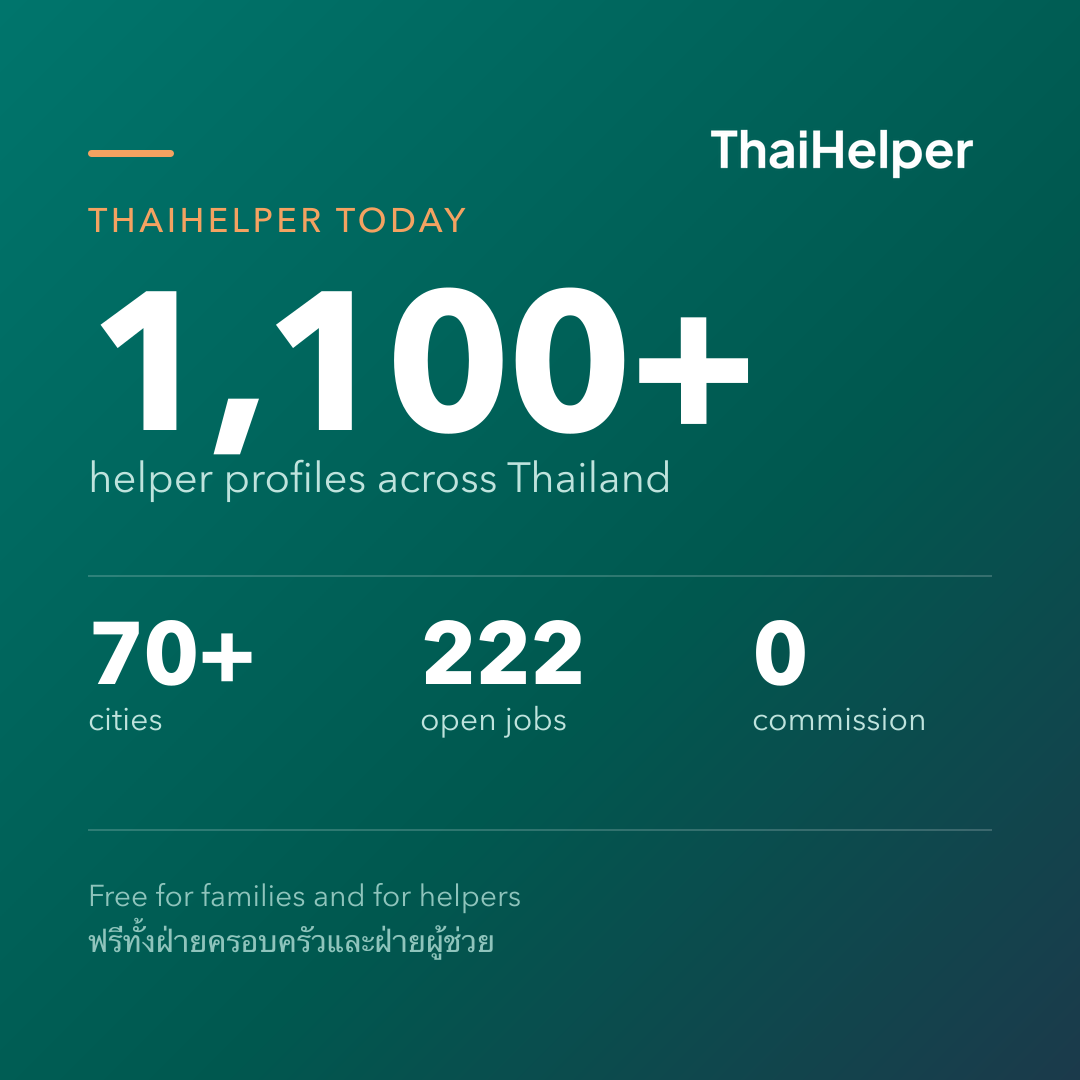 ThaiHelper
THAIHELPER TODAY
1,100+
helper profiles across Thailand
70+
cities
222
open jobs
0
commission
Free for families and for helpers
ฟรีทั้งฝ่ายครอบครัวและฝ่ายผู้ช่วย